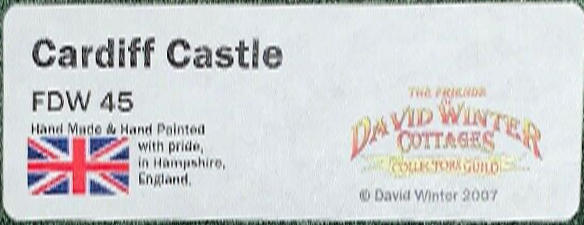 Cardiff Castle
FDW 45
Hand Made & Hand Painted
with pride,
in Hampshire,
England.
THE FRIENDS
OF
DAVID WINTER
COTTAGES
COLLECTORS GUILD
© David Winter 2007